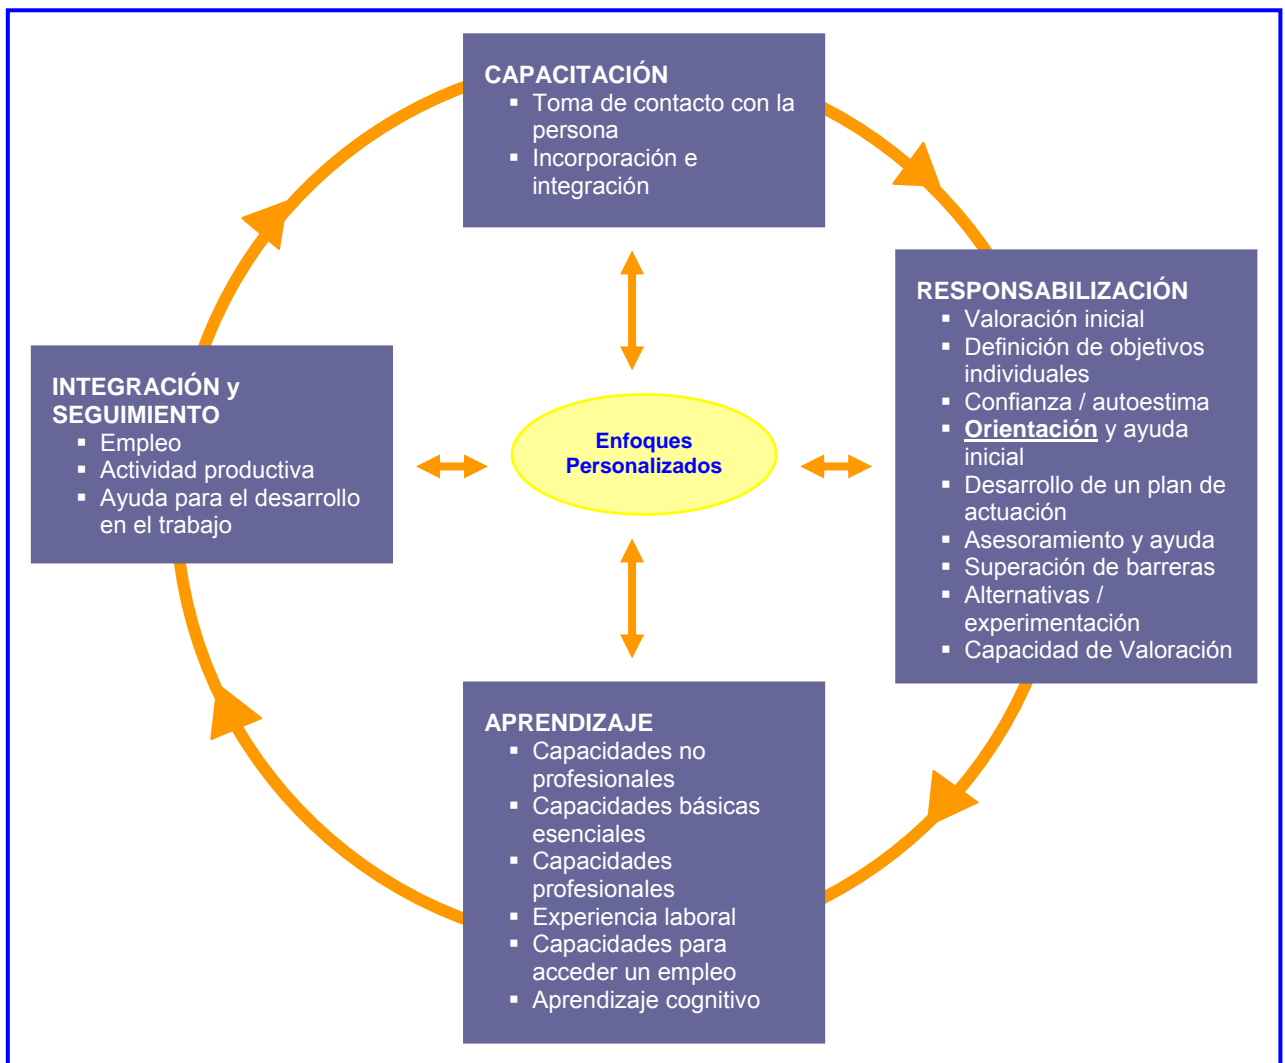 CAPACITACIÓN
▪ Toma de contacto con la
persona
▪ Incorporación e
integración
RESPONSABILIZACIÓN
▪ Valoración inicial
▪ Definición de objetivos
individuales
▪ Confianza / autoestima
▪ Orientación y ayuda
inicial
▪ Desarrollo de un plan de
actuación
▪ Asesoramiento y ayuda
▪ Superación de barreras
▪ Alternativas /
experimentación
▪ Capacidad de Valoración
INTEGRACIÓN y
SEGUIMIENTO
▪ Empleo
▪ Actividad productiva
▪ Ayuda para el desarrollo
en el trabajo
Enfoques
Personalizados
APRENDIZAJE
▪ Capacidades no
profesionales
▪ Capacidades básicas
esenciales
▪ Capacidades
profesionales
▪ Experiencia laboral
▪ Capacidades para
acceder un empleo
▪ Aprendizaje cognitivo